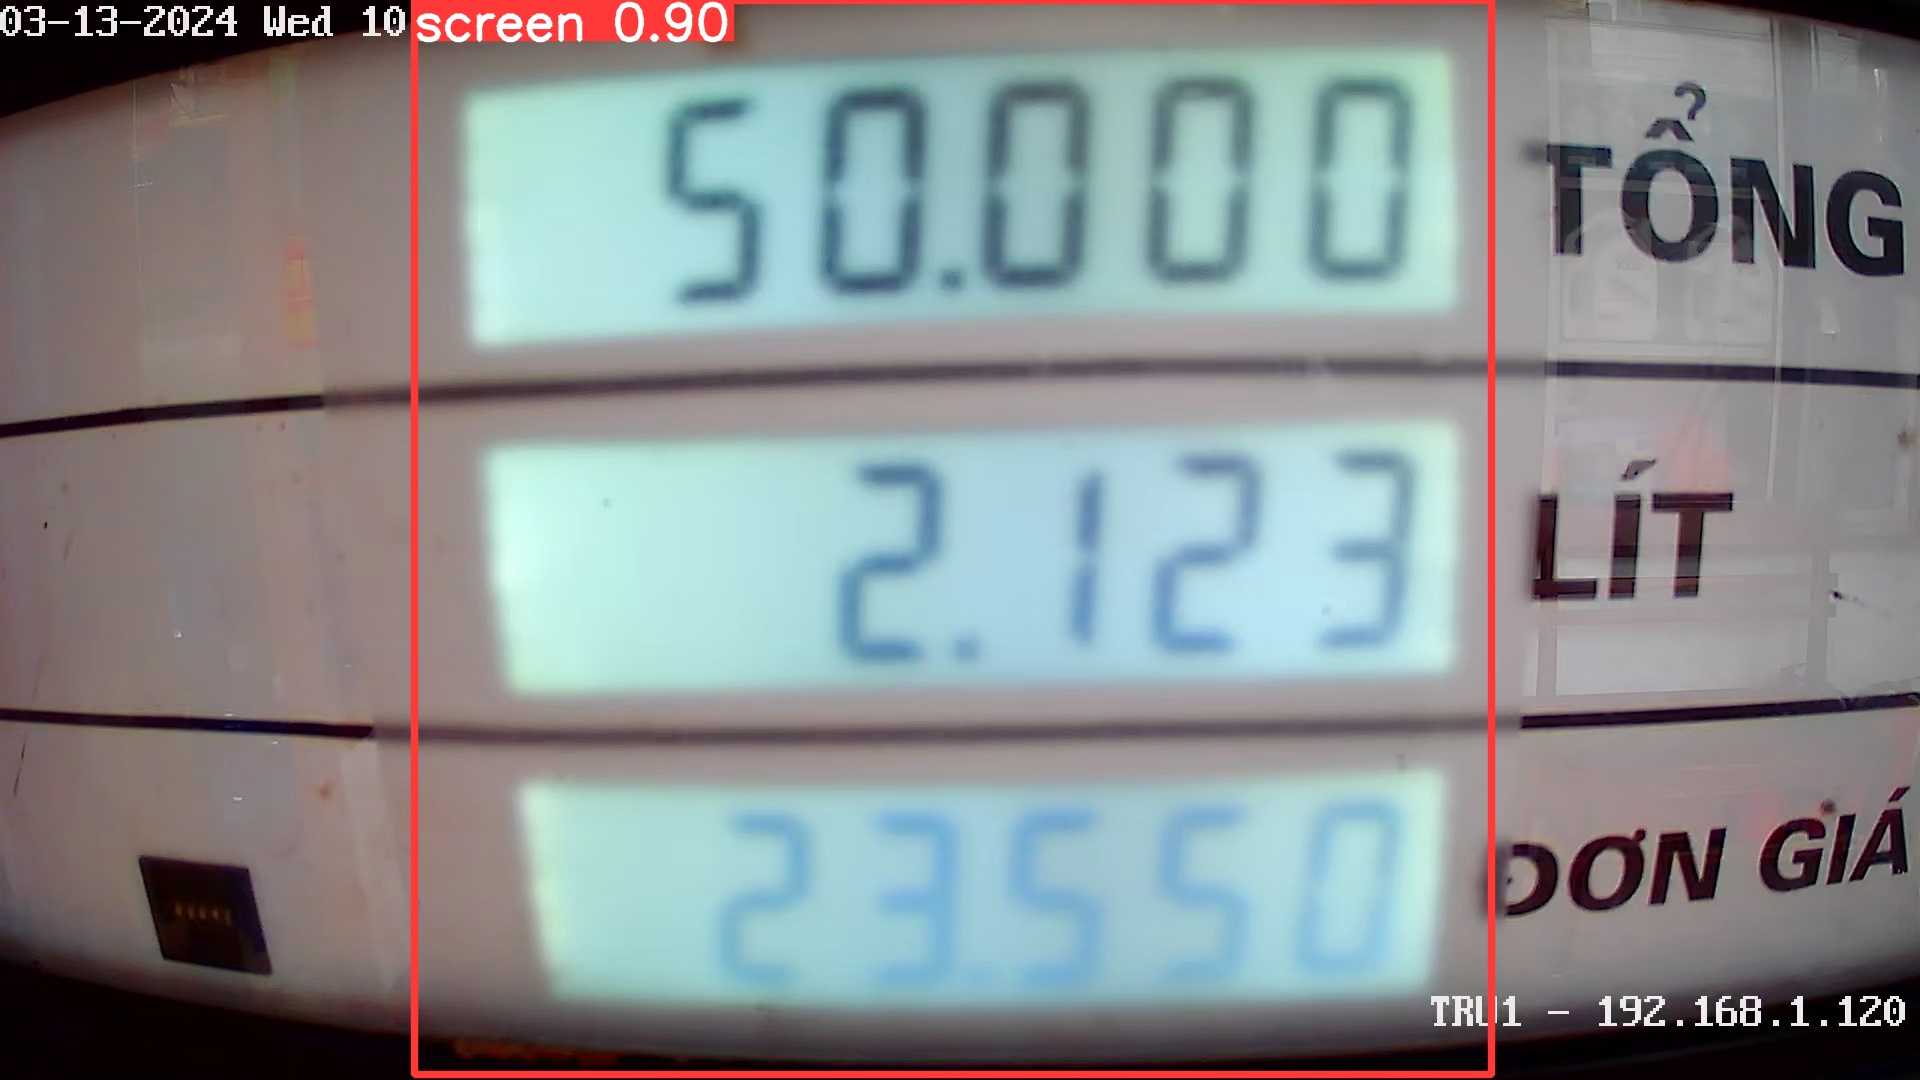 03-13-2024 Wed 10
screen 0.90
50.000 TỔNG
2.123 LÍT
23.550 ĐƠN GIÁ
TRU1 - 192.168.1.120